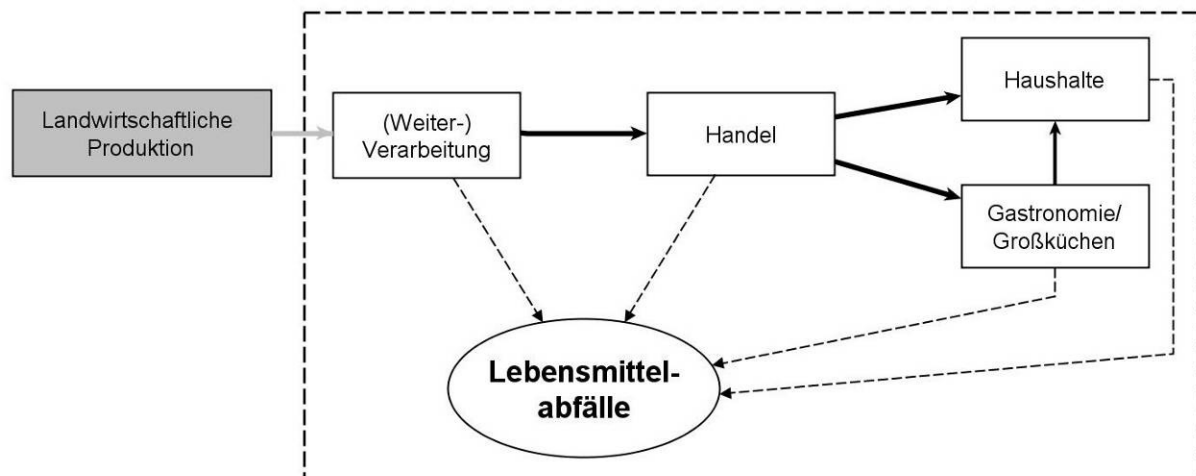 Landwirtschaftliche
Produktion
(Weiter-)
Verarbeitung
Handel
Haushalte
Gastronomie/
Großküchen
Lebensmittel-
abfälle